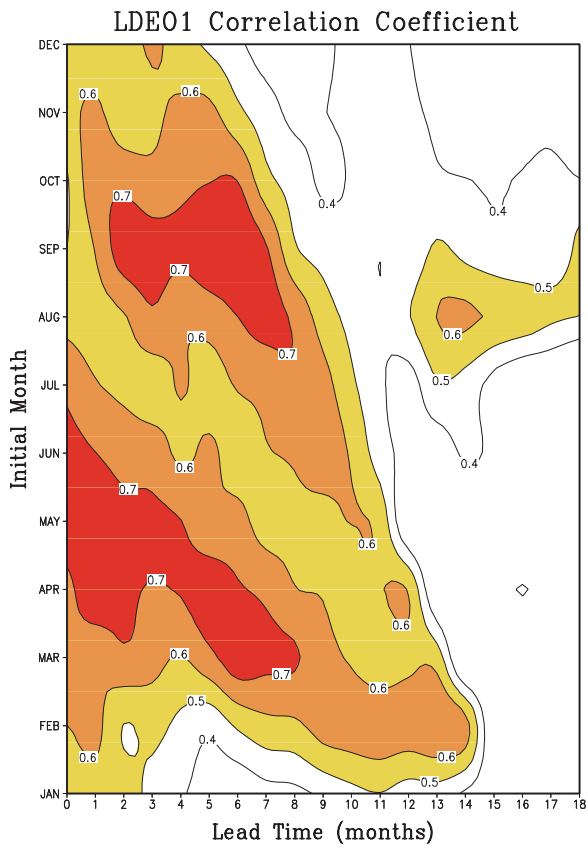 LDEO1 Correlation Coefficient
DEC
0.6 0.6
NOV
OCT
0.7
0.4 0.4
SEP
0.7
0.5
AUG
0.6
0.6
0.7
0.5
JUL
Initial Month
JUN
0.6 0.4
0.7
MAY
0.6
APR
0.7
0.6
MAR
0.6
0.7
0.6
0.5
FEB
0.4
0.6 0.6
0.5
JAN
0 1 2 3 4 5 6 7 8 9 10 11 12 13 14 15 16 17 18
Lead Time (months)